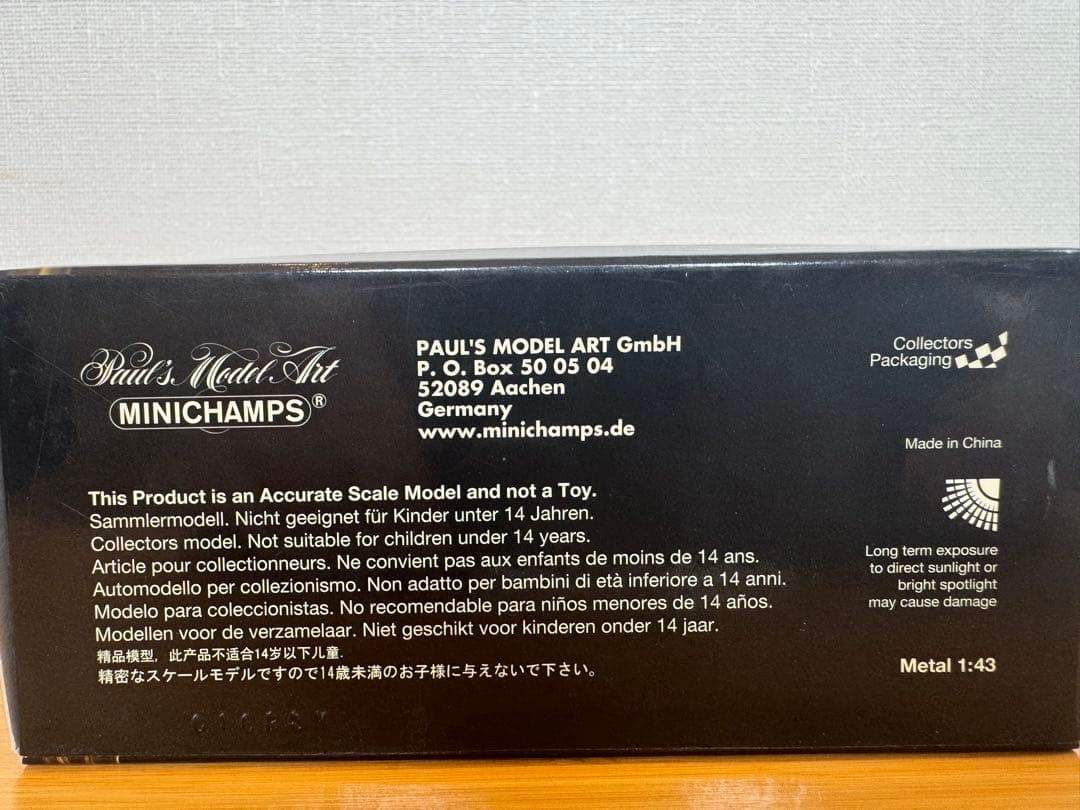 Paul's Model Art
MINICHAMPS®
PAUL'S MODEL ART GmbH
P. O. Box 50 05 04
52089 Aachen
Germany
www.minichamps.de
Collectors
Packaging
Made in China
This Product is an Accurate Scale Model and not a Toy.
Sammlermodell. Nicht geeignet für Kinder unter 14 Jahren.
Collectors model. Not suitable for children under 14 years.
Article pour collectionneurs. Ne convient pas aux enfants de moins de 14 ans.
Automodello per collezionismo. Non adatto per bambini di età inferiore a 14 anni.
Modelo para coleccionistas. No recomendable para niños menores de 14 años.
Modellen voor de verzamelaar. Niet geschikt voor kinderen onder 14 jaar.
精品模型, 此产品不适合14岁以下儿童.
精密なスケールモデルですので14歳未満のお子様に与えないで下さい。
Long term exposure
to direct sunlight or
bright spotlight
may cause damage
Metal 1:43